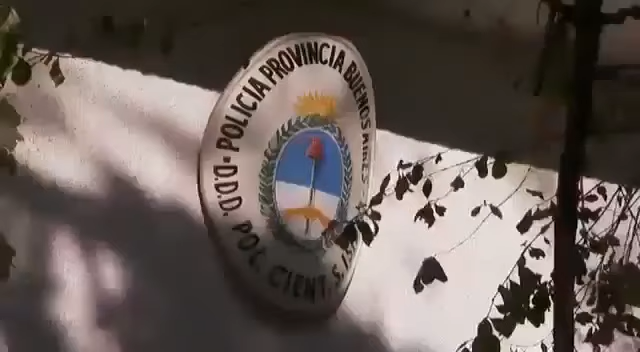 POLICIA PROVINCIA BUENOS AIRES
D.D.D. POL. CIENT. S.